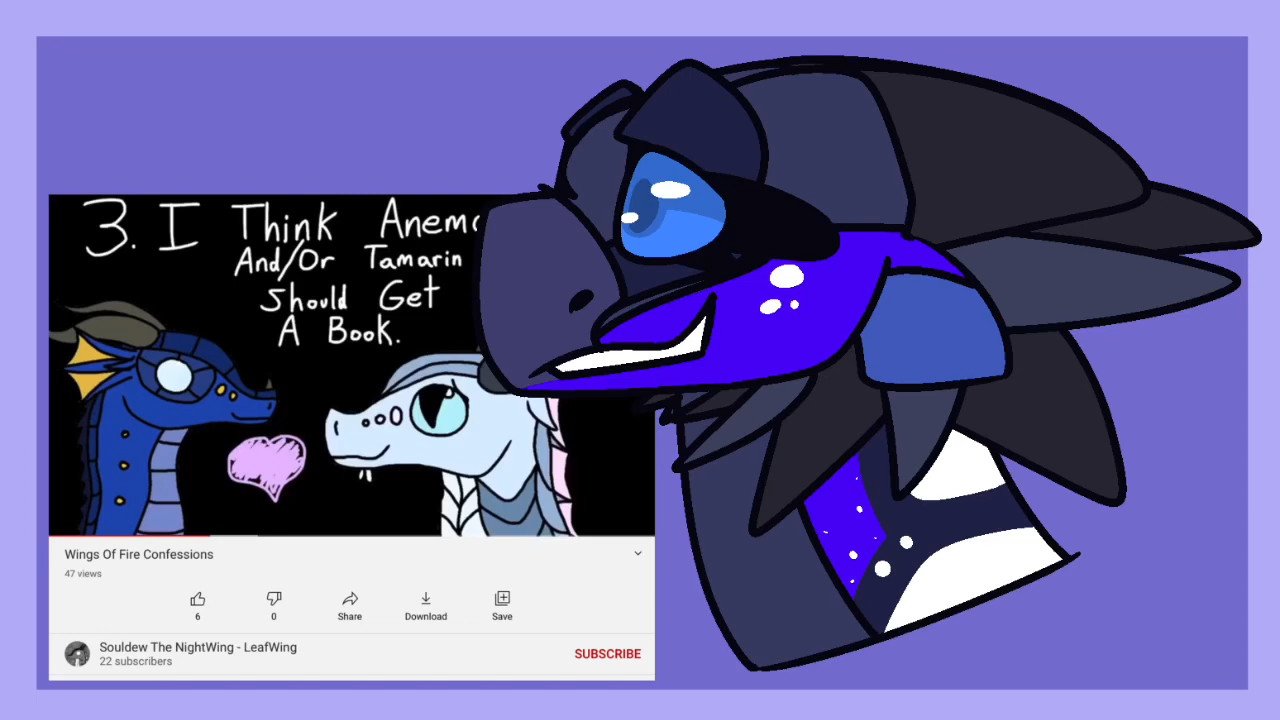 3. I Think
And/Or Tamarin
Should Get
A Book.
Wings Of Fire Confessions
47 views
6
0
Share
Download
Save
Souldew The NightWing - LeafWing
22 subscribers
SUBSCRIBE